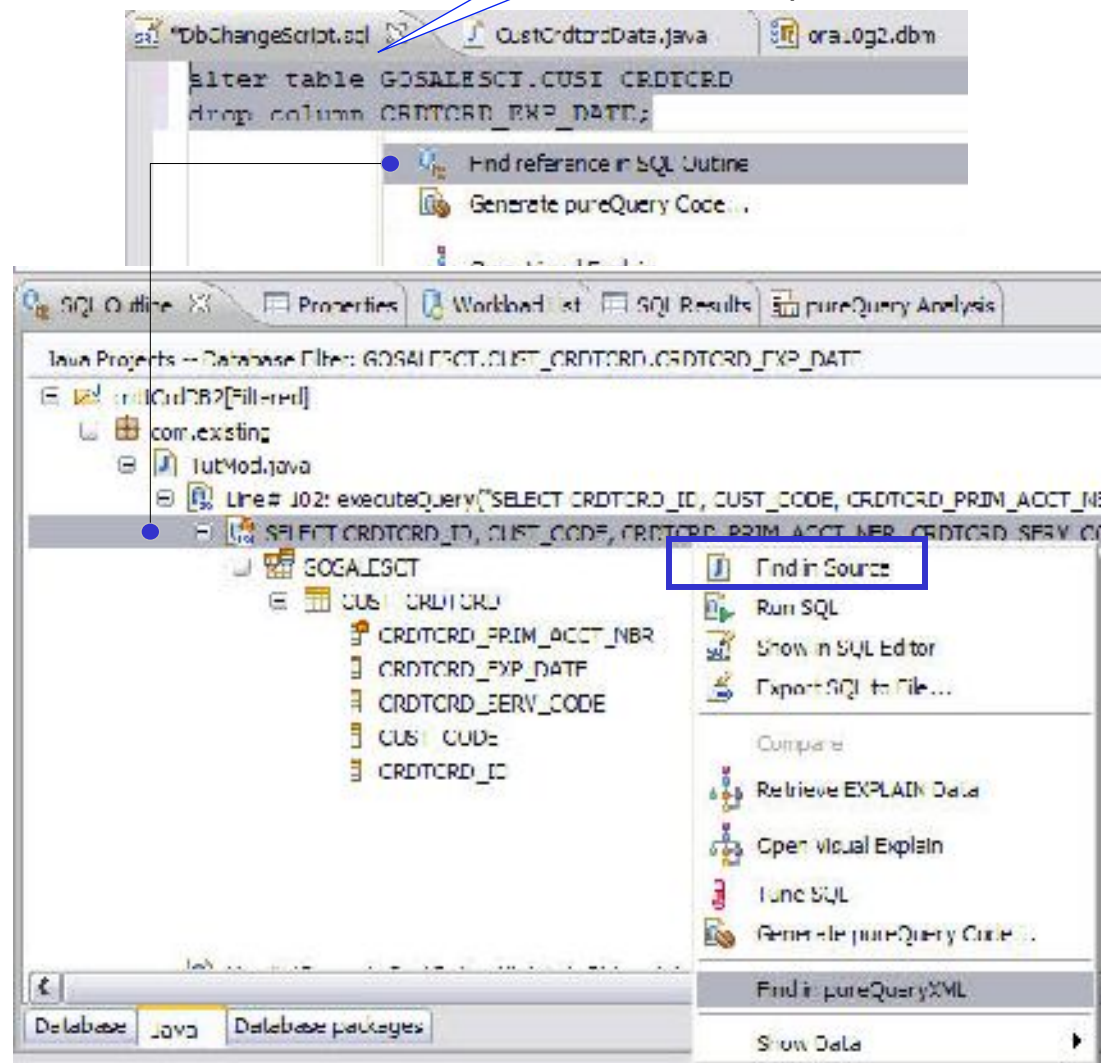 *DbChangeScript.sql CustCrdtcrdData.java ora10g2.dbm
alter table GOSALESCT.CUST_CRDTCRD
drop column CRDTCRD_EXP_DATE;
Find reference in SQL Outline
Generate pureQuery Code...
SQL Outline Properties Workload List SQL Results pureQuery Analysis
Java Projects -- Database Filter: GOSALESCT.CUST_CRDTCRD.CRDTCRD_EXP_DATE
[Filtered]
com.existing
TutMod.java
Line# 102: executeQuery("SELECT CRDTCRD_ID, CUST_CODE, CRDTCRD_PRIM_ACCT_NB
SELECT CRDTCRD_ID, CUST_CODE, CRDTCRD_PRIM_ACCT_NBR, CRDTCRD_SERV_CO
GOSALESCT
CUST_CRDTCRD
CRDTCRD_PRIM_ACCT_NBR
CRDTCRD_EXP_DATE
CRDTCRD_SERV_CODE
CUST_CODE
CRDTCRD_ID
Find in Source
Run SQL
Show in SQL Editor
Export SQL to File...
Compare
Retrieve EXPLAIN Data
Open Visual Explain
Tune SQL
Generate pureQuery Code...
Find in pureQueryXML
Show Data
Database Java Database packages